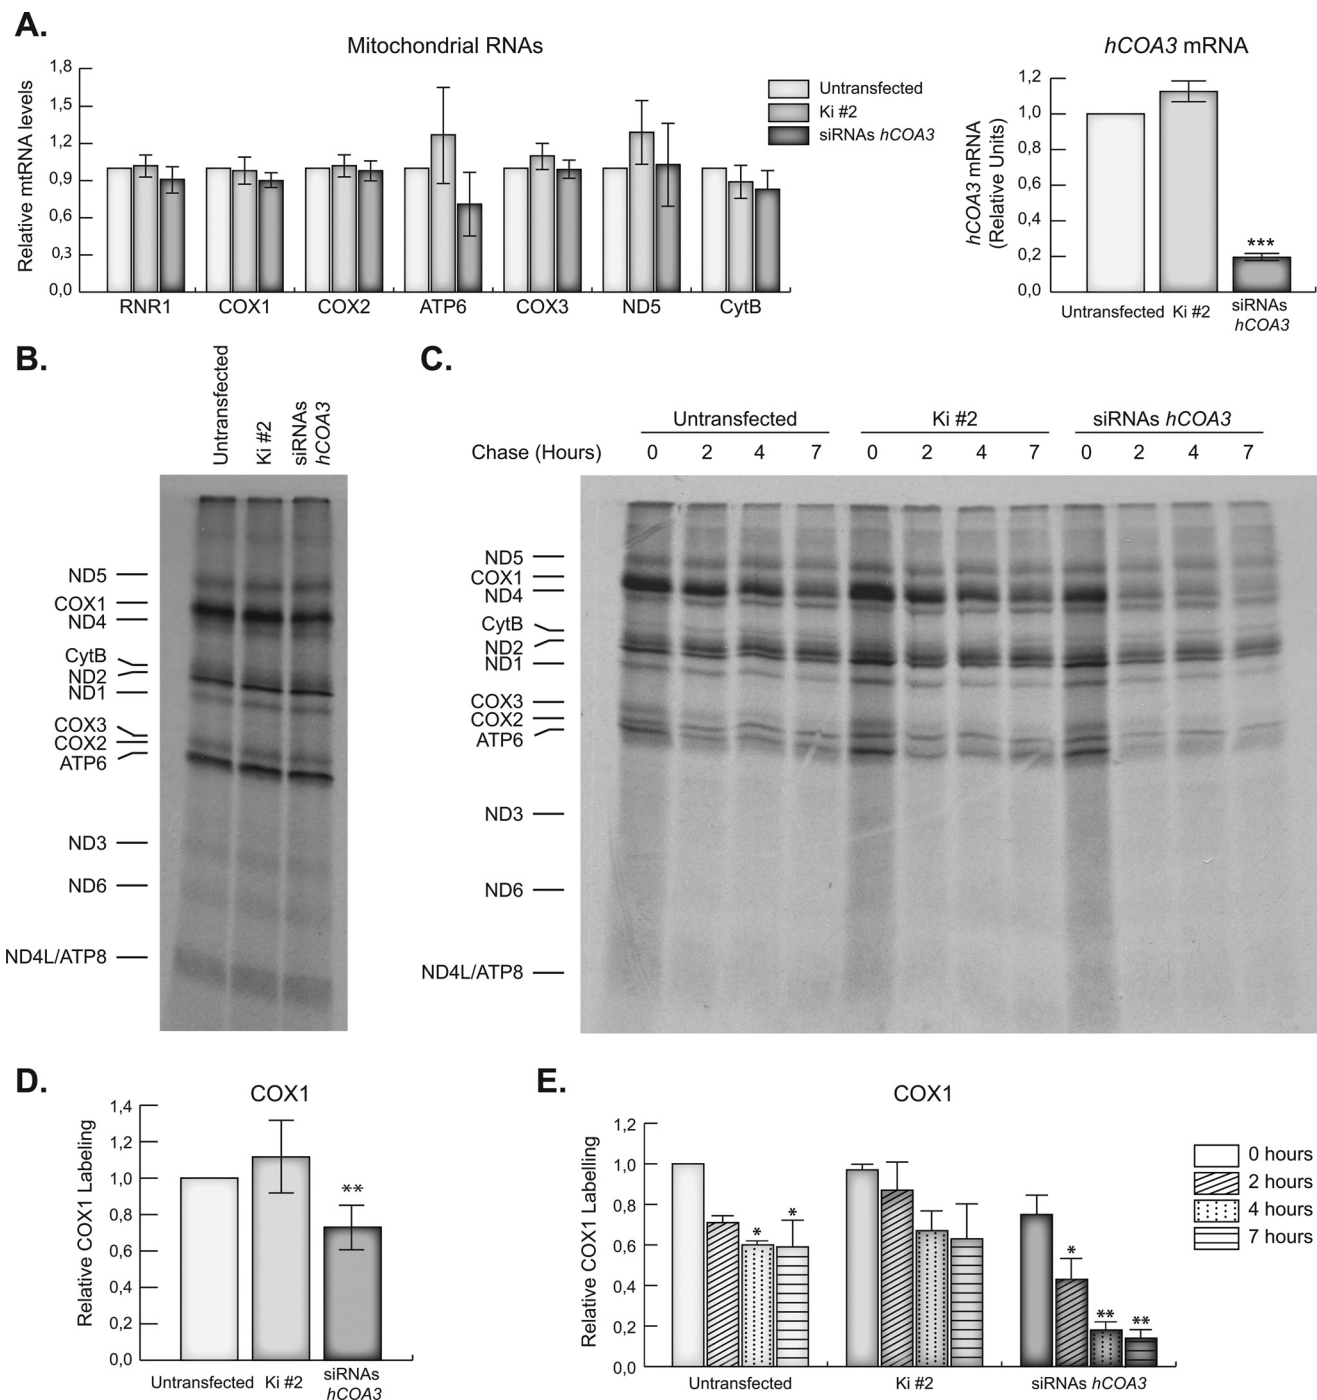 A.
Mitochondrial RNAs
Relative mtRNA levels
1,8
1,5
1,2
0,9
0,6
0,3
0,0
RNR1 COX1 COX2 ATP6 COX3 ND5 CytB
Untransfected
Ki #2
siRNAs hCOA3
hCOA3 mRNA
hCOA3 mRNA
(Relative Units)
1,2
1,0
0,8
0,6
0,4
0,2
0,0
***
Untransfected Ki #2 siRNAs
hCOA3
B.
Untransfected
Ki #2
siRNAs
hCOA3
ND5
COX1
ND4
CytB
ND2
ND1
COX3
COX2
ATP6
ND3
ND6
ND4L/ATP8
C.
Untransfected Ki #2 siRNAs hCOA3
Chase (Hours) 0 2 4 7 0 2 4 7 0 2 4 7
ND5
COX1
ND4
CytB
ND2
ND1
COX3
COX2
ATP6
ND3
ND6
ND4L/ATP8
D.
COX1
Relative COX1 Labeling
1,4
1,2
1,0
0,8
0,6
0,4
0,2
0,0
**
Untransfected Ki #2 siRNAs
hCOA3
E.
COX1
Relative COX1 Labelling
1,2
1,0
0,8
0,6
0,4
0,2
0,0
* *
* ** **
Untransfected Ki #2 siRNAs hCOA3
0 hours
2 hours
4 hours
7 hours